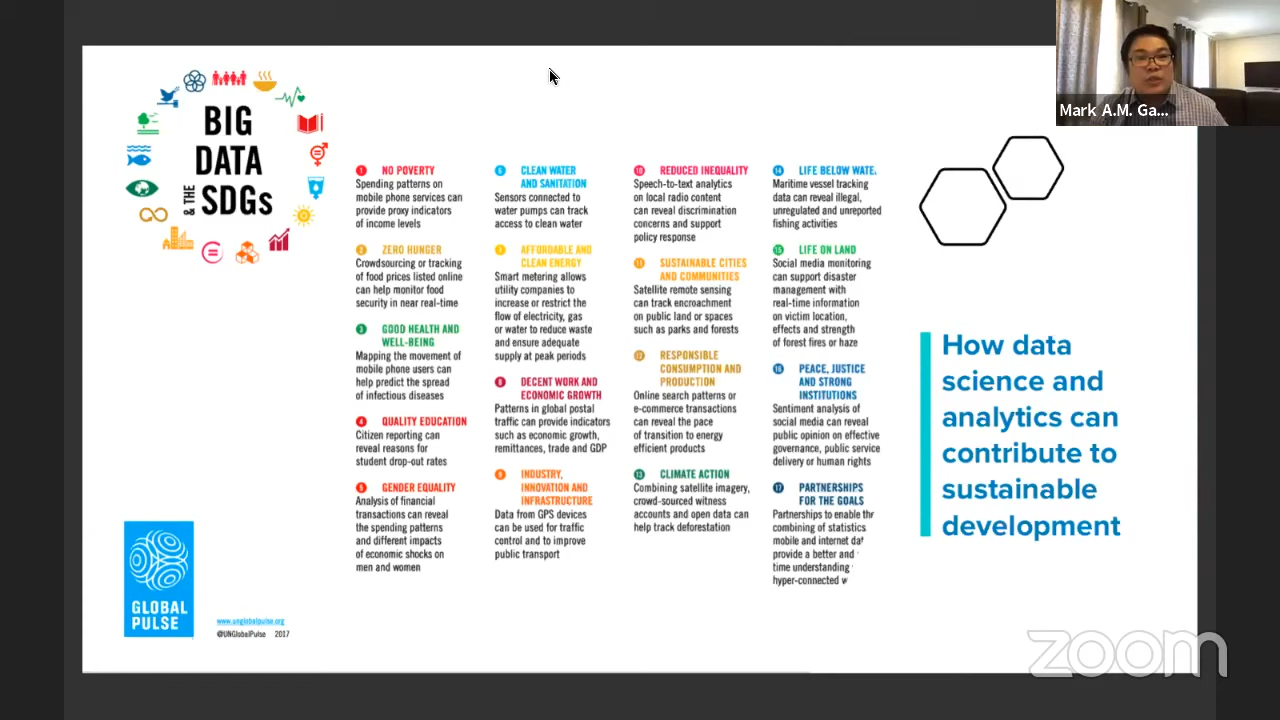 BIG
DATA
& THE
SDGs
1 NO POVERTY
Spending patterns on
mobile phone services can
provide proxy indicators
of income levels
2 ZERO HUNGER
Crowdsourcing or tracking
of food prices listed online
can help monitor food
security in near real-time
3 GOOD HEALTH AND
WELL-BEING
Mapping the movement of
mobile phone users can
help predict the spread
of infectious diseases
4 QUALITY EDUCATION
Citizen reporting can
reveal reasons for
student drop-out rates
5 GENDER EQUALITY
Analysis of financial
transactions can reveal
the spending patterns
and different impacts
of economic shocks on
men and women
6 CLEAN WATER
AND SANITATION
Sensors connected to
water pumps can track
access to clean water
7 AFFORDABLE AND
CLEAN ENERGY
Smart metering allows
utility companies to
increase or restrict the
flow of electricity, gas
or water to reduce waste
and ensure adequate
supply at peak periods
8 DECENT WORK AND
ECONOMIC GROWTH
Patterns in global postal
traffic can provide indicators
such as economic growth,
remittances, trade and GDP
9 INDUSTRY,
INNOVATION AND
INFRASTRUCTURE
Data from GPS devices
can be used for traffic
control and to improve
public transport
10 REDUCED INEQUALITY
Speech-to-text analytics
on local radio content
can reveal discrimination
concerns and support
policy response
11 SUSTAINABLE CITIES
AND COMMUNITIES
Satellite remote sensing
can track encroachment
on public land or spaces
such as parks and forests
12 RESPONSIBLE
CONSUMPTION AND
PRODUCTION
Online search patterns or
e-commerce transactions
can reveal the pace
of transition to energy
efficient products
13 CLIMATE ACTION
Combining satellite imagery,
crowd-sourced witness
accounts and open data can
help track deforestation
14 LIFE BELOW
Maritime vessel tracking
data can reveal illegal,
unregulated and unreported
fishing activities
15 LIFE ON LAND
Social media monitoring
can support disaster
management with
real-time information
on victim location,
effects and strength
of forest fires or haze
16 PEACE, JUSTICE
AND STRONG
INSTITUTIONS
Sentiment analysis of
social media can reveal
public opinion on effective
governance, public service
delivery or human rights
17 PARTNERSHIPS
FOR THE GOALS
Partnerships to enable
combining of statistics
mobile and internet
provide a better and
time understanding
hyper-connected
How data
science and
analytics can
contribute to
sustainable
development
GLOBAL
PULSE
www.unglobalpulse.org
@UNGlobalPulse 2017
Mark A.M. Ga...
zoom